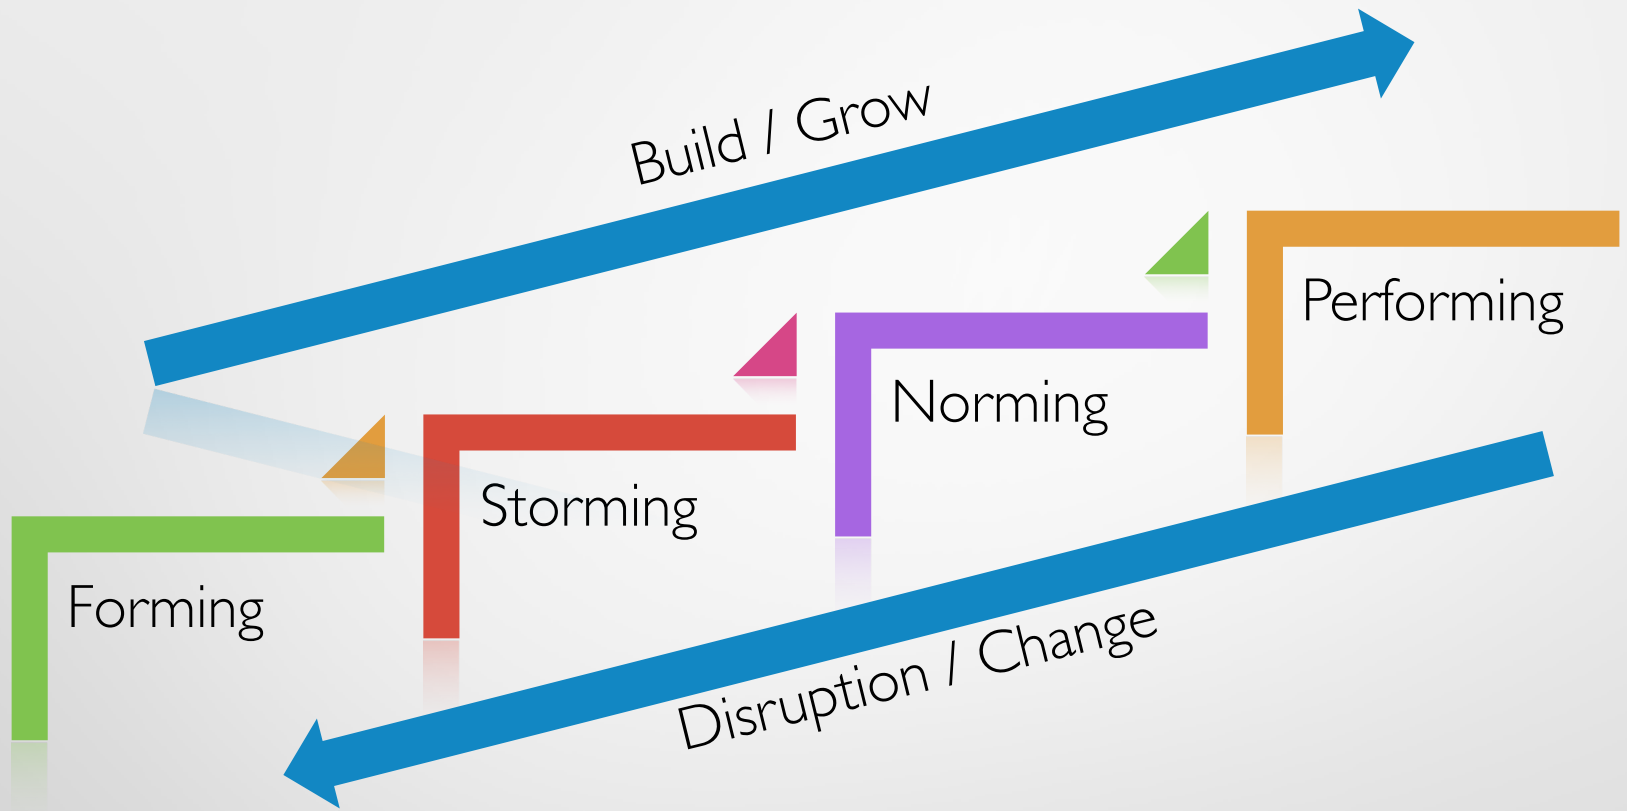 Build / Grow
Performing
Norming
Storming
Forming
Disruption / Change